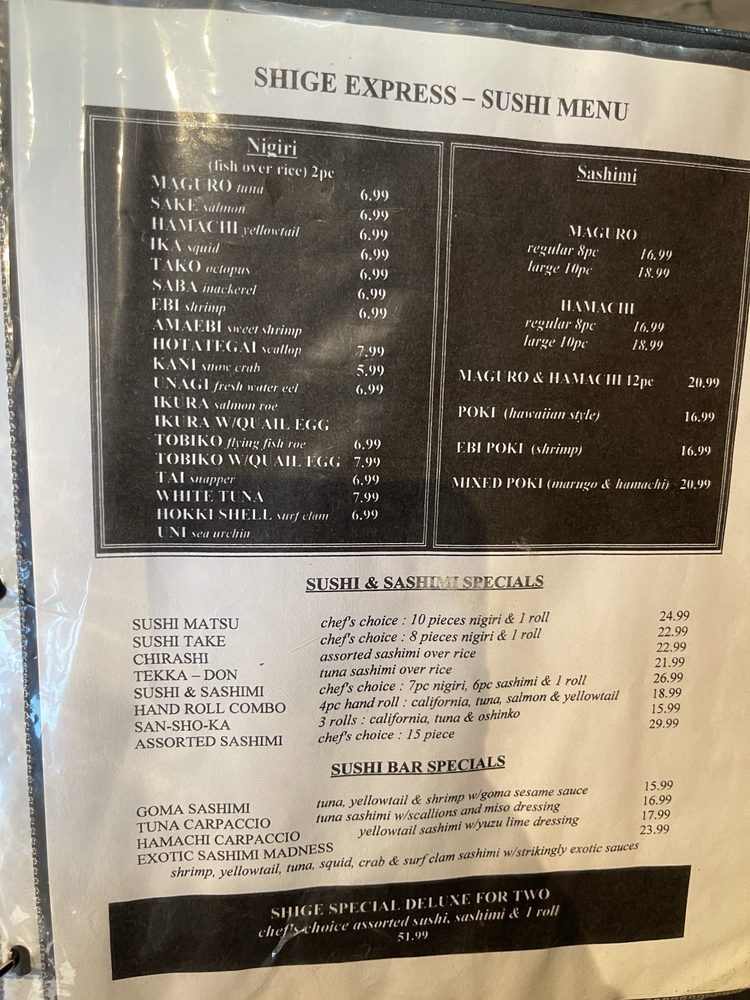 SHIGE EXPRESS – SUSHI MENU
Nigiri
(fish over rice) 2pc
MAGURO tuna 6.99
SAKE salmon 6.99
HAMACHI yellowtail 6.99
IKA squid 6.99
TAKO octopus 6.99
SABA mackerel 6.99
EBI shrimp 6.99
AMAEBI sweet shrimp
HOTATEGAI scallop 7.99
KANI snow crab 5.99
UNAGI fresh water eel 6.99
IKURA salmon roe
IKURA W/QUAIL EGG
TOBIKO flying fish roe 6.99
TOBIKO W/QUAIL EGG 7.99
TAI snapper 6.99
WHITE TUNA 7.99
HOKKI SHELL surf clam 6.99
UNI sea urchin
Sashimi
MAGURO
regular 8pc 16.99
large 10pc 18.99
HAMACHI
regular 8pc 16.99
large 10pc 18.99
MAGURO & HAMACHI 12pc 20.99
POKI (hawaiian style) 16.99
EBI POKI (shrimp) 16.99
MIXED POKI (marugo & hamachi) 20.99
SUSHI & SASHIMI SPECIALS
SUSHI MATSU chef's choice : 10 pieces nigiri & 1 roll 24.99
SUSHI TAKE chef's choice : 8 pieces nigiri & 1 roll 22.99
CHIRASHI assorted sashimi over rice 22.99
TEKKA – DON tuna sashimi over rice 21.99
SUSHI & SASHIMI chef's choice : 7pc nigiri, 6pc sashimi & 1 roll 26.99
HAND ROLL COMBO 4pc hand roll : california, tuna, salmon & yellowtail 18.99
SAN-SHO-KA 3 rolls : california, tuna & oshinko 15.99
ASSORTED SASHIMI chef's choice : 15 piece 29.99
SUSHI BAR SPECIALS
GOMA SASHIMI tuna, yellowtail & shrimp w/goma sesame sauce 15.99
TUNA CARPACCIO tuna sashimi w/scallions and miso dressing 16.99
HAMACHI CARPACCIO yellowtail sashimi w/yuzu lime dressing 17.99
EXOTIC SASHIMI MADNESS 23.99
shrimp, yellowtail, tuna, squid, crab & surf clam sashimi w/strikingly exotic sauces
SHIGE SPECIAL DELUXE FOR TWO
chef's choice assorted sushi, sashimi & 1 roll
51.99